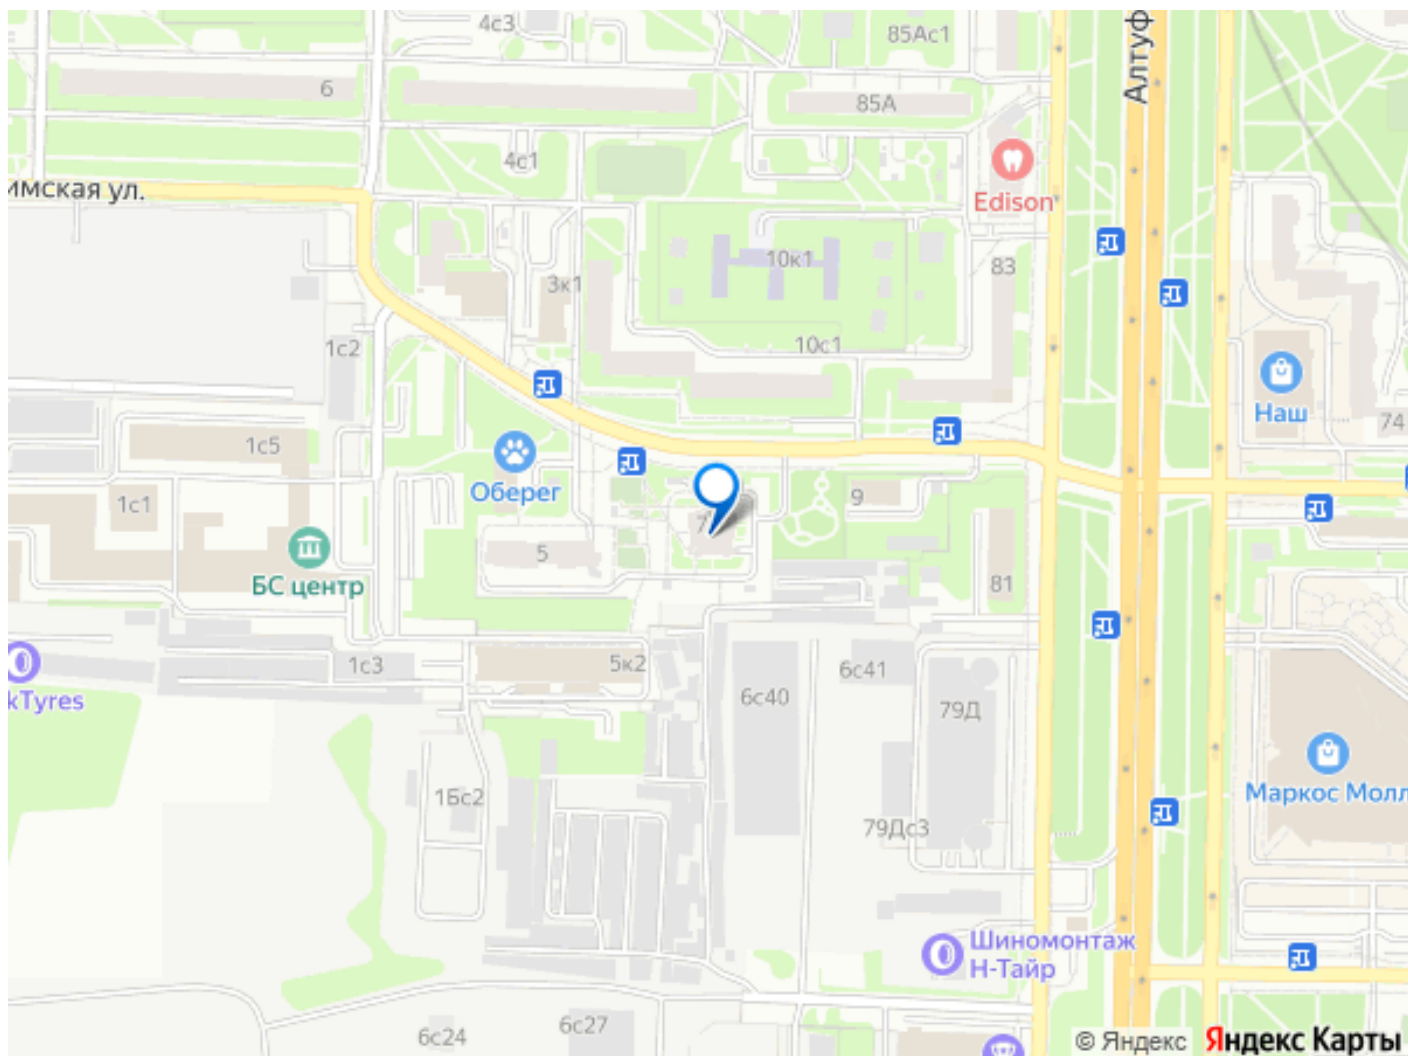 4с3
85Ас1
Алтуф
6
85А
4с1
имская ул.
Edison
10к1
83
3к1
1с2
10с1
Наш
74
1с5
Оберег
1с1
9
7
5
БС центр
81
1с3
5к2
6с41
kTyres
6с40
79Д
Маркос Молл
1Бс2
79Дс3
Шиномонтаж
Н-Тайр
6с24
6с27
© Яндекс
Яндекс Карты